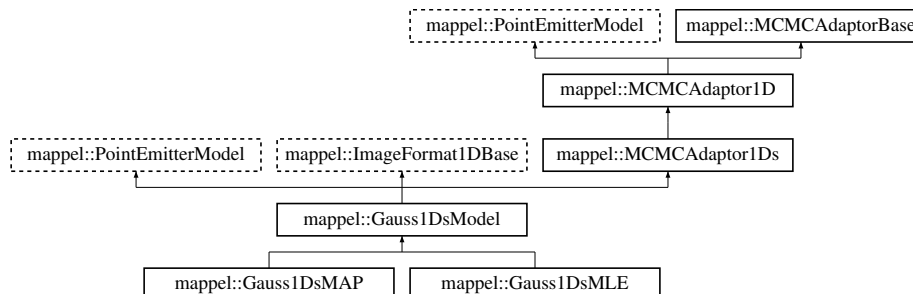 mappel::PointEmitterModel
mappel::MCMCAdaptorBase
mappel::MCMCAdaptor1D
mappel::PointEmitterModel
mappel::ImageFormat1DBase
mappel::MCMCAdaptor1Ds
mappel::Gauss1DsModel
mappel::Gauss1DsMAP
mappel::Gauss1DsMLE